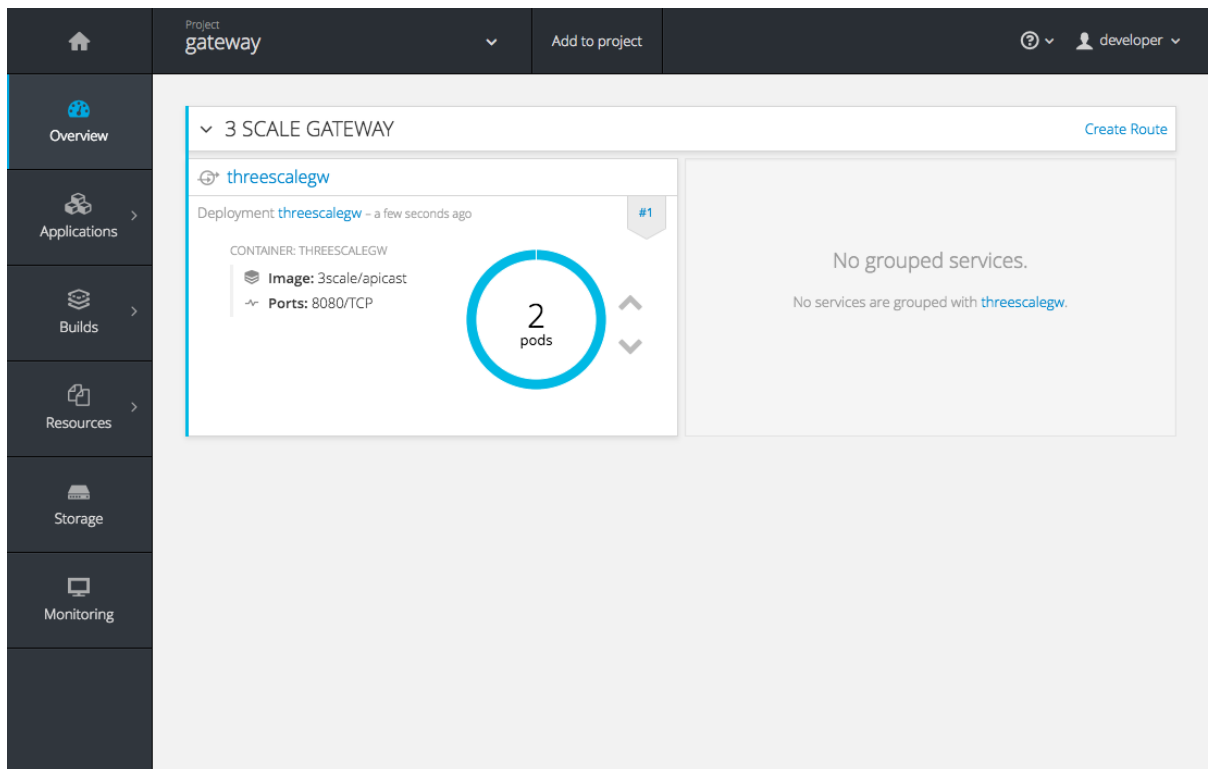 Project
gateway
Add to project
developer
Overview
Applications
Builds
Resources
Storage
Monitoring
3 SCALE GATEWAY
Create Route
threescalegw
Deployment threescalegw – a few seconds ago
#1
CONTAINER: THREESCALEGW
Image: 3scale/apicast
Ports: 8080/TCP
2
pods
No grouped services.
No services are grouped with threescalegw.